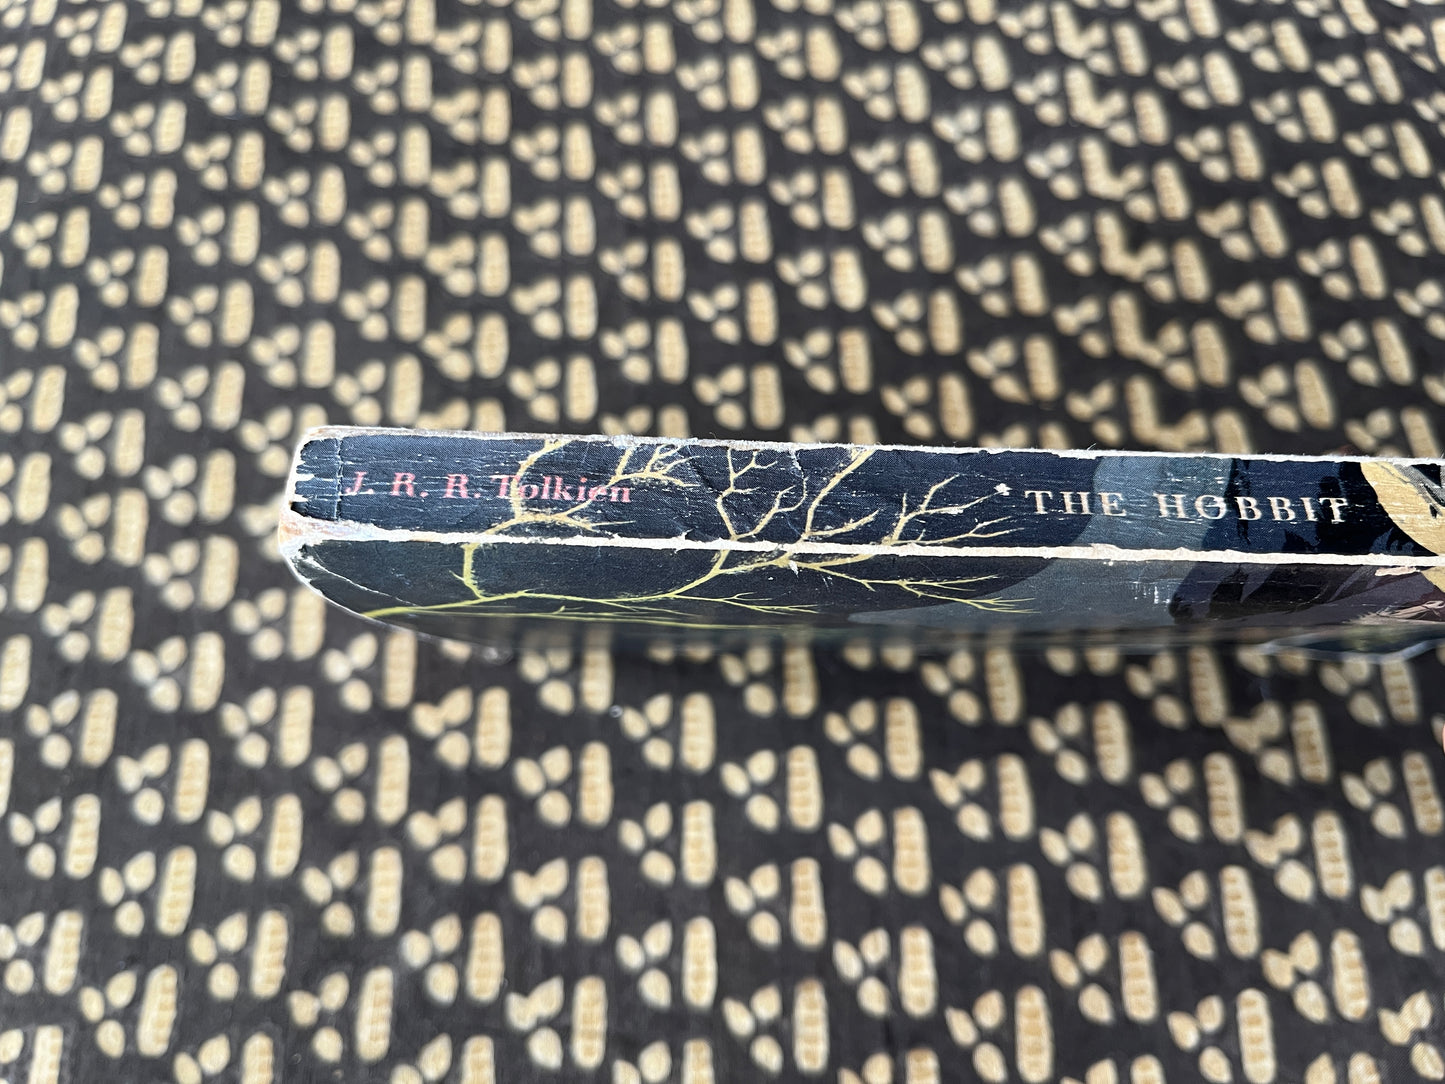 J. R. R. Tolkien
THE HOBBIT